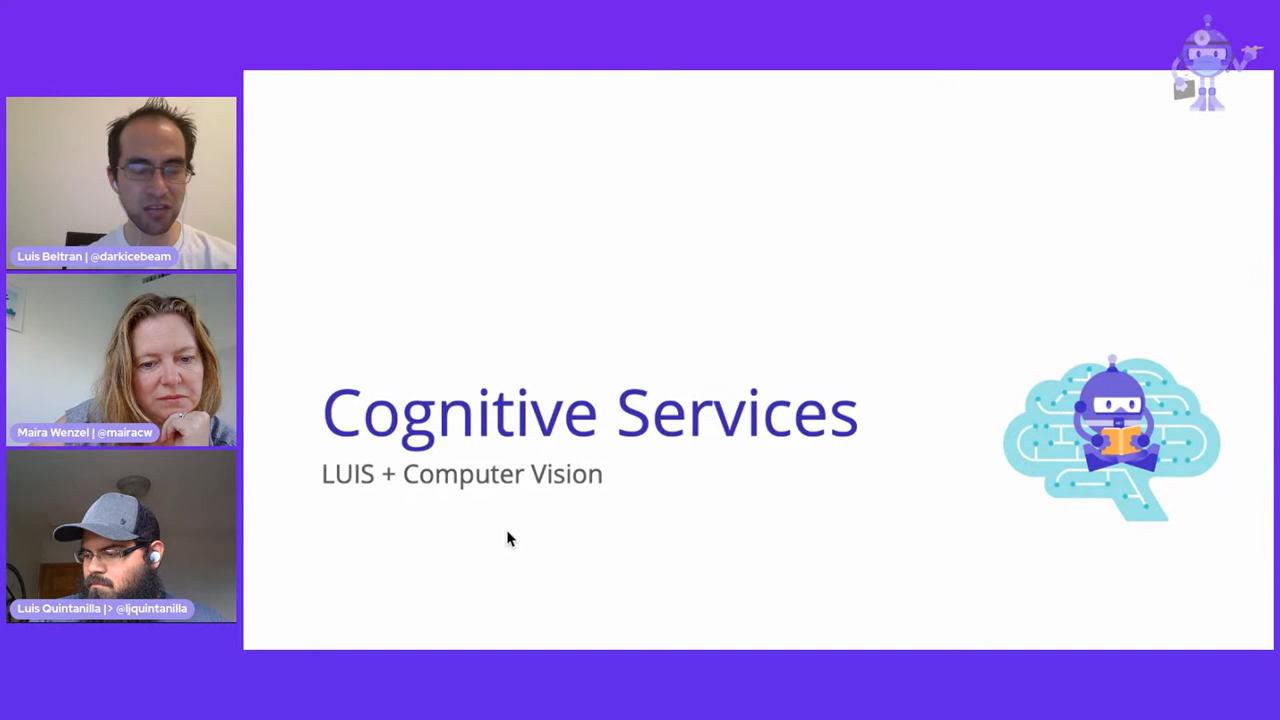 Luis Beltran | @darkicebeam
Maira Wenzel | @mairacw
Luis Quintanilla |> @ljquintanilla
Cognitive Services
LUIS + Computer Vision